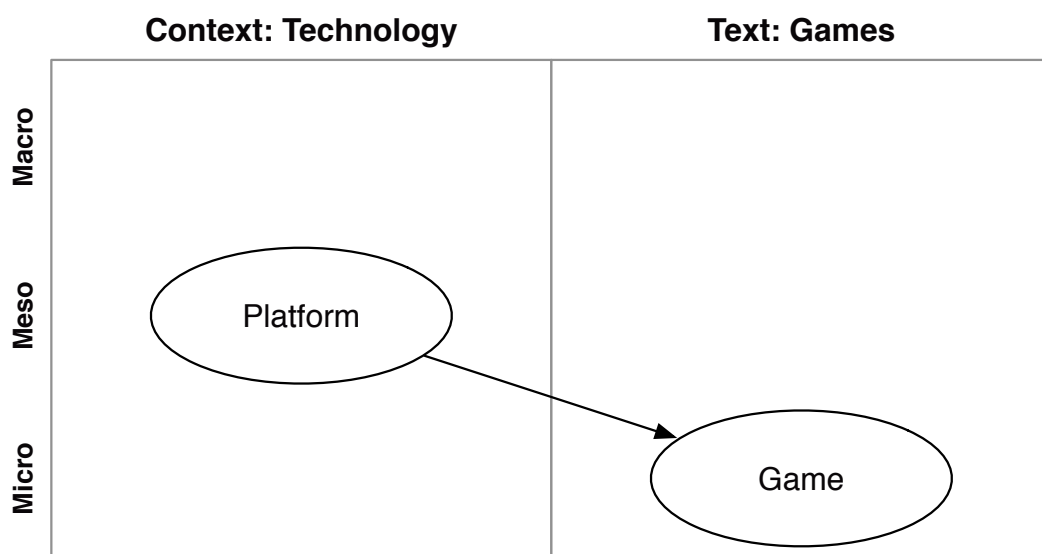 Context: Technology
Text: Games
Macro
Meso
Platform
Micro
Game